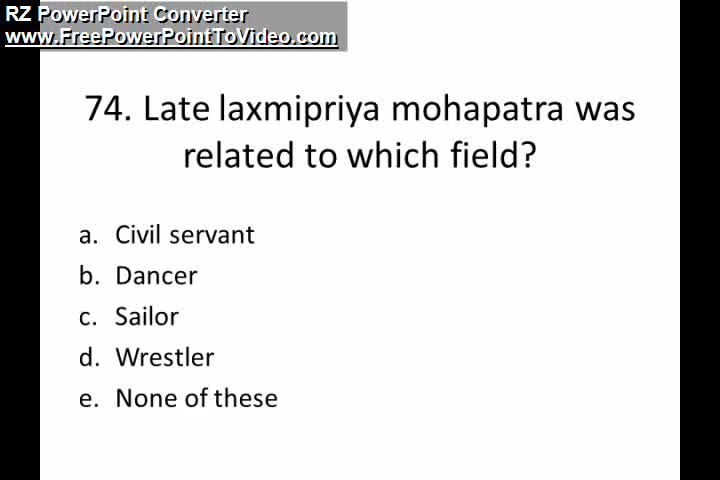 RZ PowerPoint Converter
www.FreePowerPointToVideo.com
74. Late laxmipriya mohapatra was
related to which field?
a. Civil servant
b. Dancer
c. Sailor
d. Wrestler
e. None of these